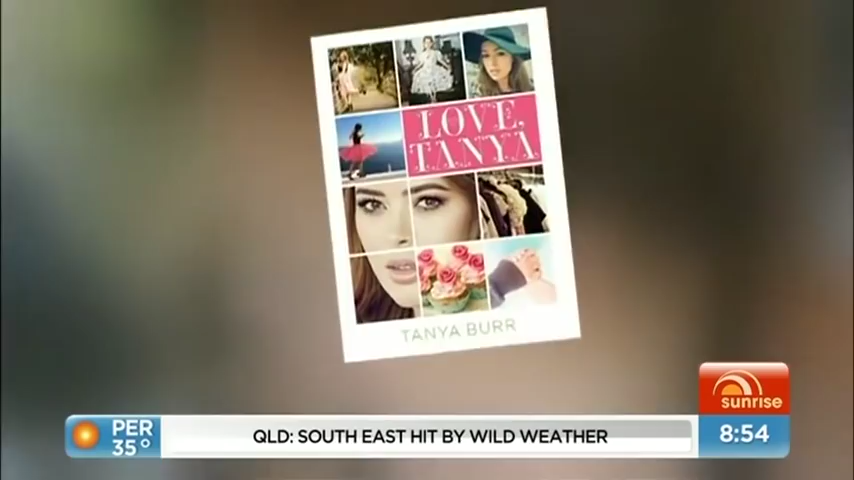 LOVE,
TANYA
TANYA BURR
sunrise
PER
35°
QLD: SOUTH EAST HIT BY WILD WEATHER
8:54